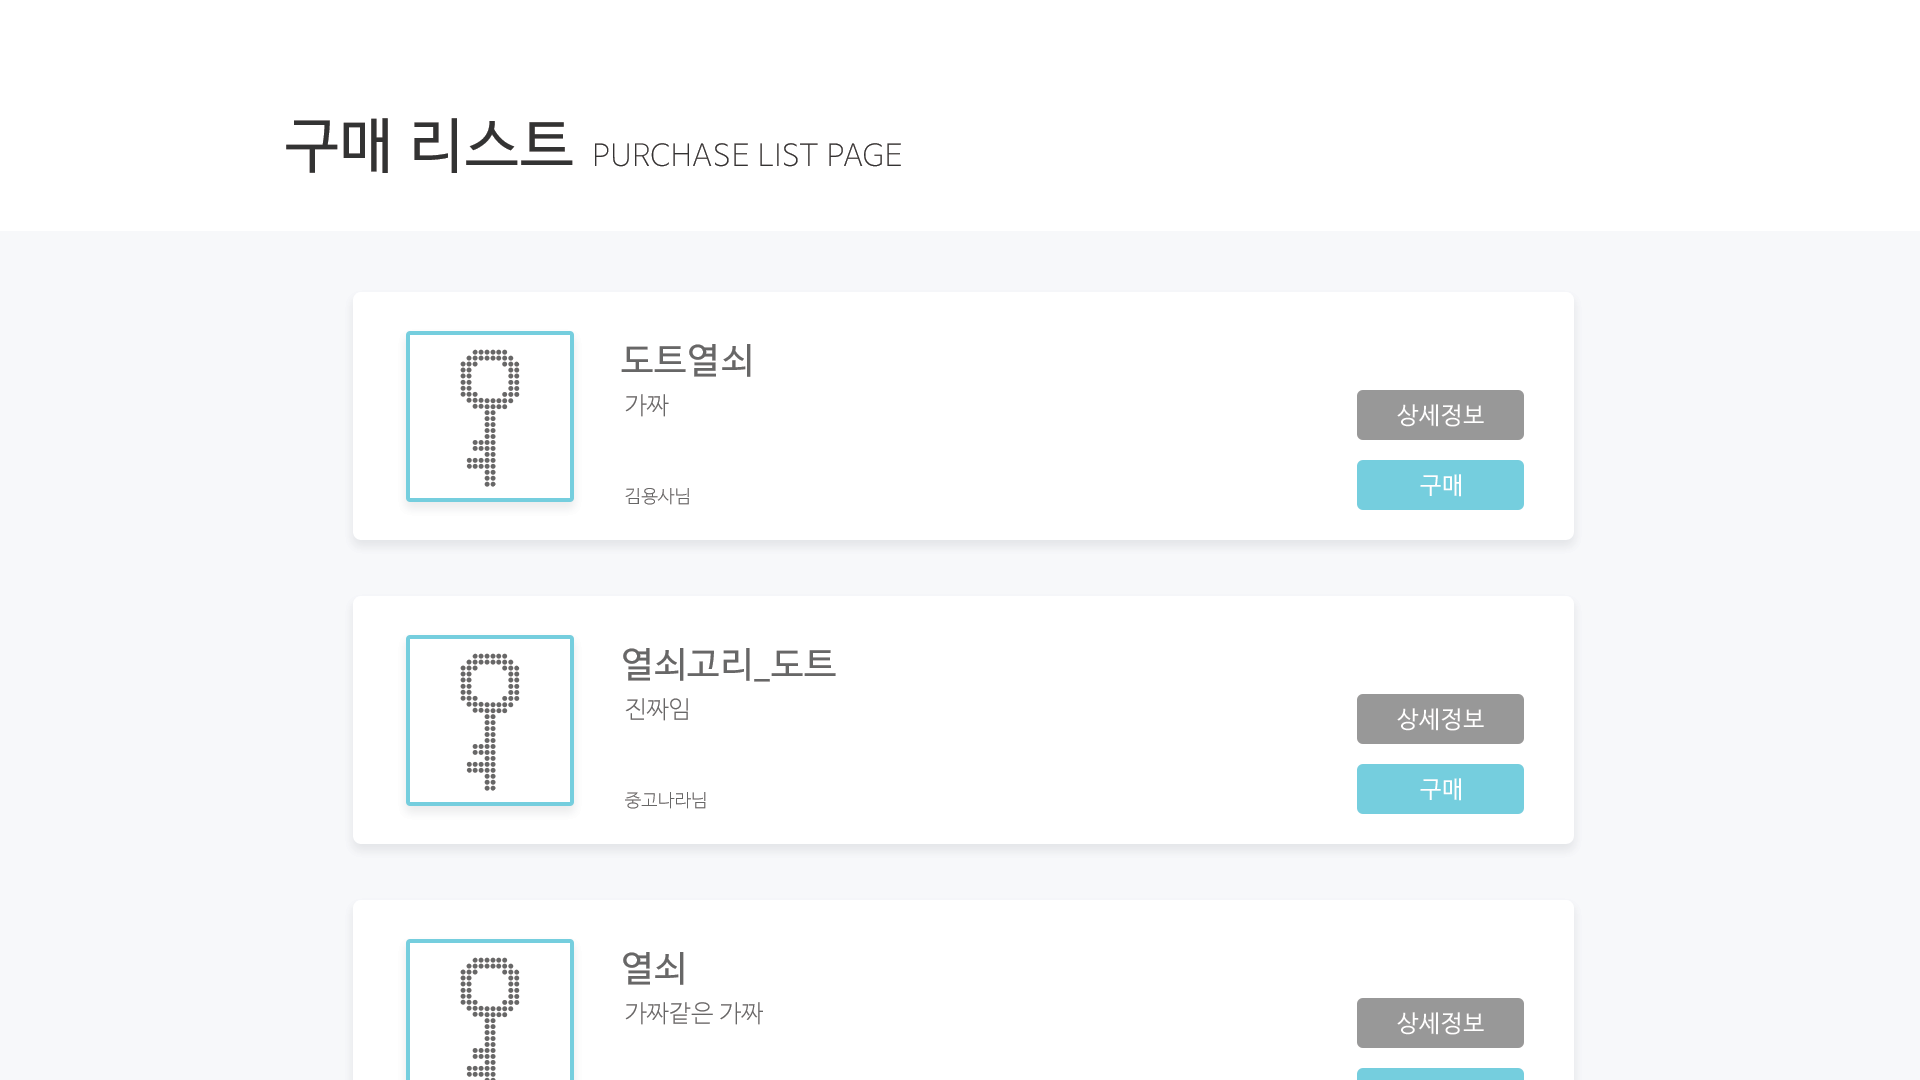 구매 리스트 PURCHASE LIST PAGE
도트열쇠
가짜
김용사님
상세정보
구매
열쇠고리_도트
진짜임
중고나라님
상세정보
구매
열쇠
가짜같은 가짜
상세정보